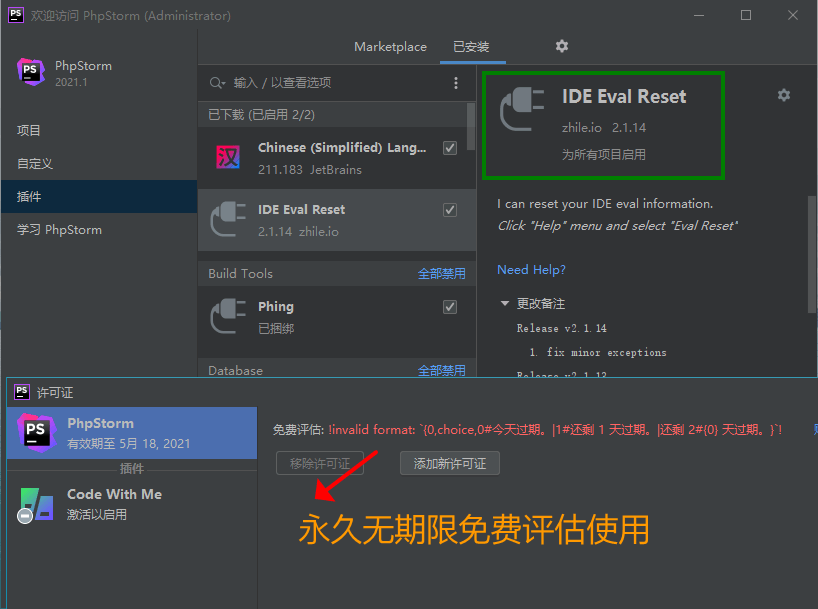 PS 欢迎访问 PhpStorm (Administrator)
Marketplace 已安装
PS PhpStorm
2021.1
项目
自定义
插件
学习 PhpStorm
输入 / 以查看选项
已下载 (已启用 2/2)
汉 Chinese (Simplified) Lang...
211.183 JetBrains
IDE Eval Reset
2.1.14 zhile.io
Build Tools 全部禁用
Phing
已捆绑
Database 全部禁用
IDE Eval Reset
zhile.io 2.1.14
为所有项目启用
I can reset your IDE eval information.
Click "Help" menu and select "Eval Reset"
Need Help?
更改备注
Release v2.1.14
1. fix minor exceptions
Release v2.1.13
PS 许可证
PS PhpStorm
有效期至 5月 18, 2021
插件
Code With Me
激活以启用
免费评估: !invalid format: `{0,choice,0#今天过期。|1#还剩 1 天过期。|还剩 2#{0} 天过期。}`!
移除许可证 添加新许可证
永久无期限免费评估使用